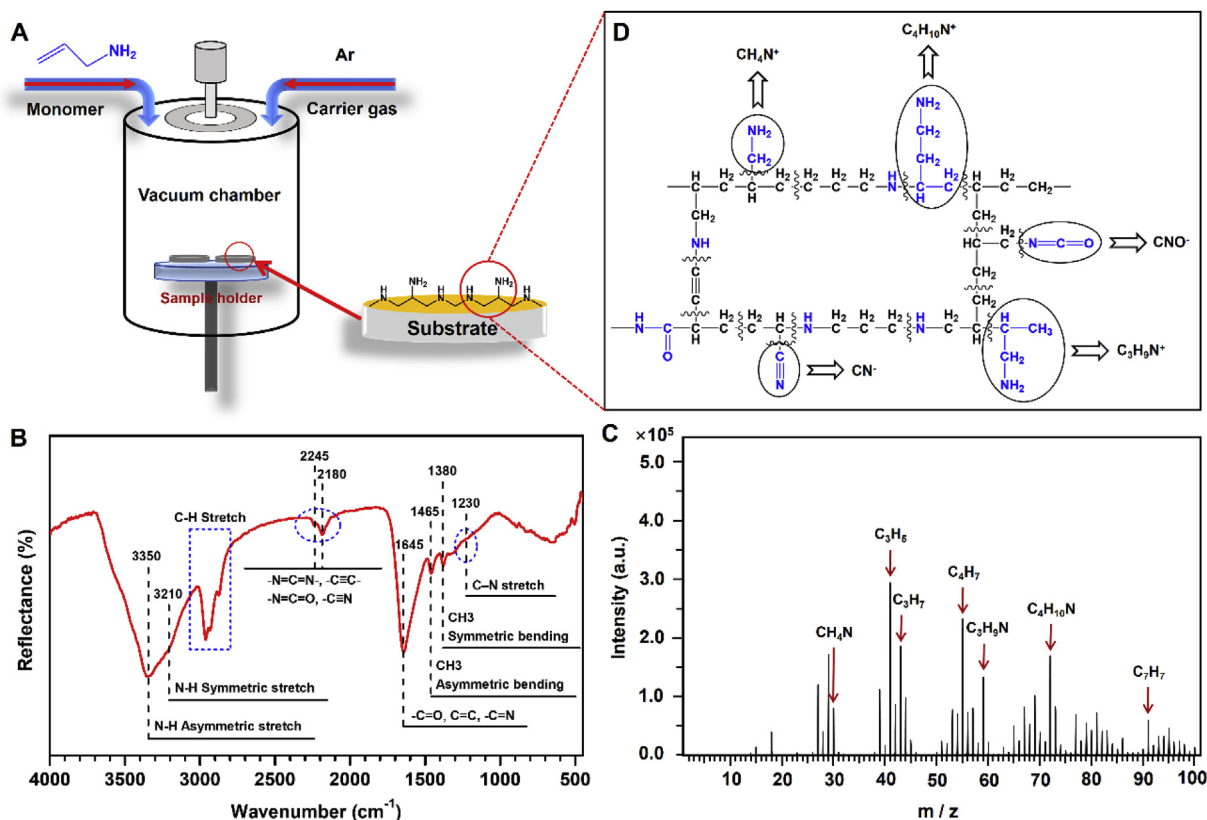 A
NH₂
Ar
Monomer
Carrier gas
Vacuum chamber
Sample holder
H
N
NH₂
H
N
H
N
NH₂
H
N
Substrate
D
CH₄N⁺
C₄H₁₀N⁺
NH₂
CH₂
NH₂
CH₂
H₂C
CH₂
H H₂ H₂ H₂ H₂ H₂ H H₂ H H₂
C C C C C C C C N C C C C C CH₂
H H
CH₂
NH
C
C
H₂
HC C N=C=O
CNO⁻
CH₂
CH₂
H H₂ H₂ H H₂ H₂ H₂ H H₂ H
N C C C C C N C C C N C C C CH₃
O
C
N
CN⁻
CH₂
NH₂
C₃H₉N⁺
B
Reflectance (%)
3350
3210
C-H Stretch
2245
2180
1645
1465
1380
1230
-N=C=N-, -C≡C-
-N=C=O, -C≡N
C–N stretch
CH3
Symmetric bending
CH3
Asymmetric bending
N-H Symmetric stretch
N-H Asymmetric stretch
-C=O, C=C, -C=N
4000 3500 3000 2500 2000 1500 1000 500
Wavenumber (cm⁻¹)
C
×10⁵
5.0
4.0
3.0
2.0
1.0
0.0
Intensity (a.u.)
CH₄N
C₃H₅
C₃H₇
C₄H₇
C₃H₉N
C₄H₁₀N
C₇H₇
10 20 30 40 50 60 70 80 90 100
m / z